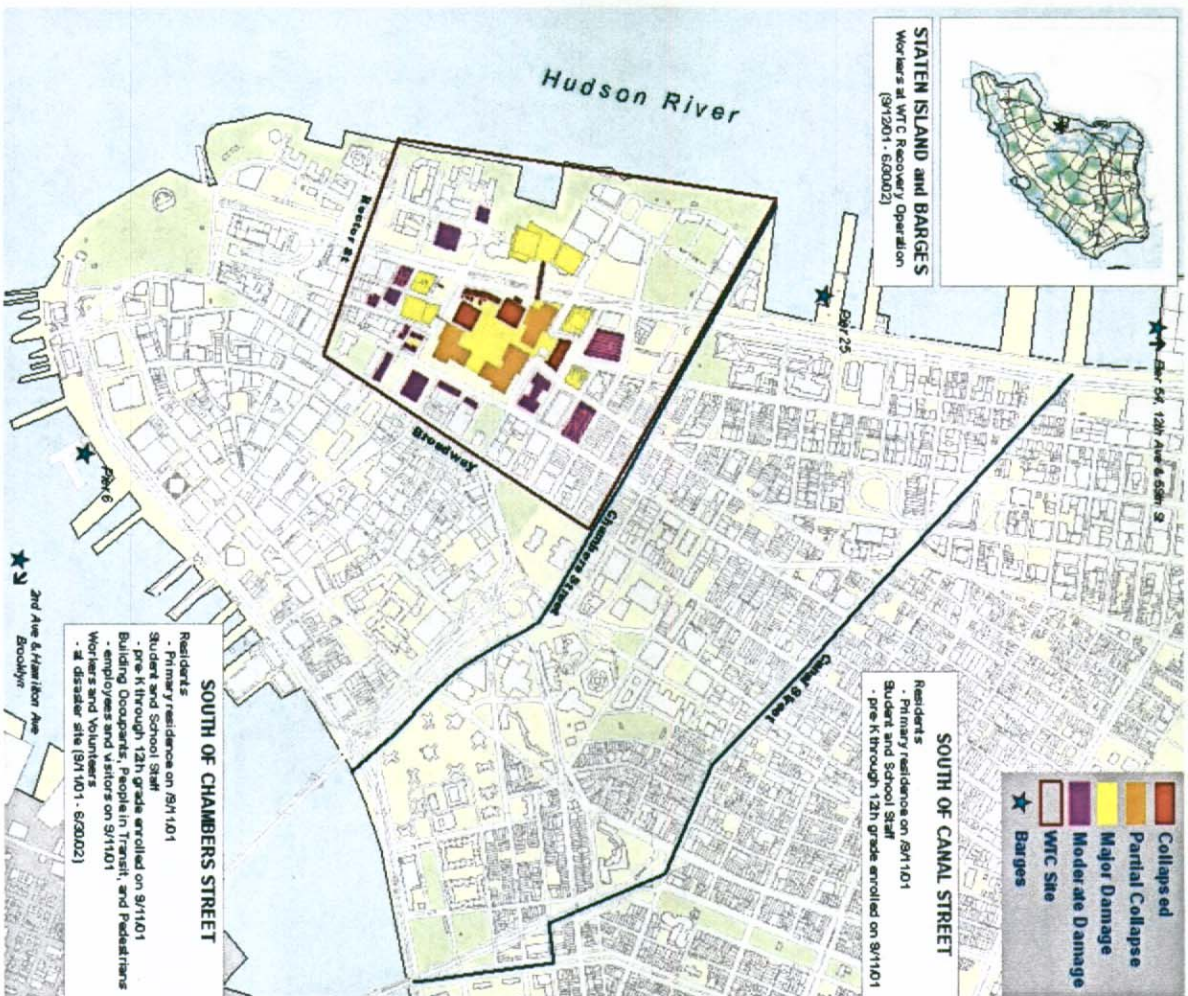 STATEN ISLAND and BARGES
Workers at WTC Recovery Operation
(9/12/01 - 6/30/02)
Hudson River
Pier 25
Pier 6
2nd Ave & Hamilton Ave
Brooklyn
Rector St
Broadway
Chambers Street
Canal Street
Collapsed
Partial Collapse
Major Damage
Moderate Damage
WTC Site
Barges
SOUTH OF CANAL STREET
Residents
- Primary residence on /9/11/01
Student and School Staff
- pre-K through 12th grade enrolled on 9/11/01
SOUTH OF CHAMBERS STREET
Residents
- Primary residence on /9/11/01
Student and School Staff
- pre-K through 12th grade enrolled on 9/11/01
Building Occupants, People in Transit, and Pedestrians
- employees and visitors on 9/11/01
Workers and Volunteers
- at disaster site (9/11/01 - 6/30/02)
12th Ave & 59th St